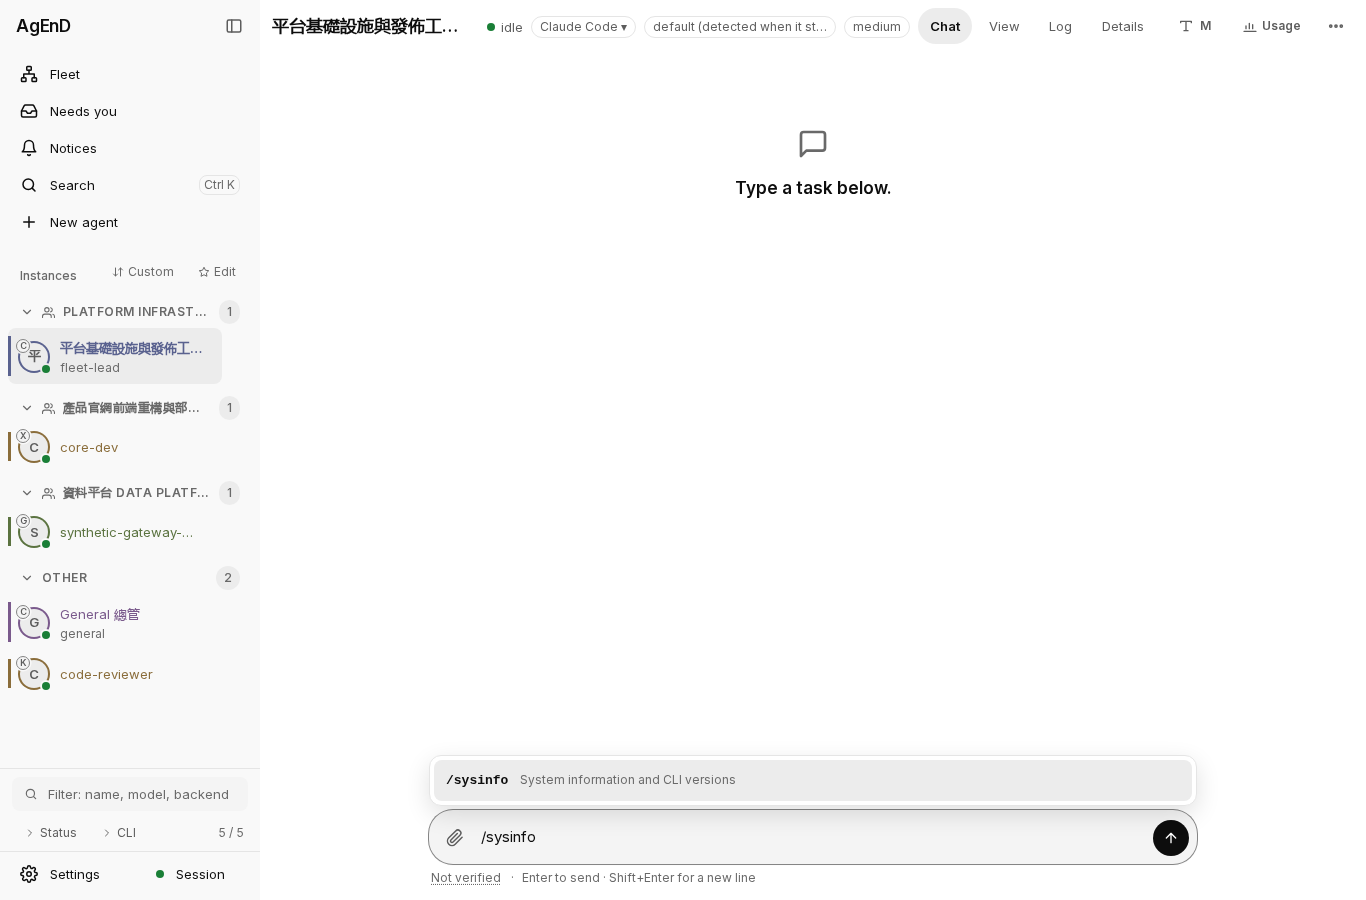 AgEnD
Fleet
Needs you
Notices
Search
Ctrl K
New agent
Instances
Custom
Edit
PLATFORM INFRAST…
1
C
平
平台基礎設施與發佈工…
fleet-lead
產品官網前端重構與部…
1
X
C
core-dev
資料平台 DATA PLATF…
1
G
S
synthetic-gateway-…
OTHER
2
C
G
General 總管
general
K
C
code-reviewer
Filter: name, model, backend
Status
CLI
5 / 5
Settings
Session
平台基礎設施與發佈工…
idle
Claude Code ▾
default (detected when it st…
medium
Chat
View
Log
Details
M
Usage
Type a task below.
/sysinfo System information and CLI versions
/sysinfo
Not verified · Enter to send · Shift+Enter for a new line